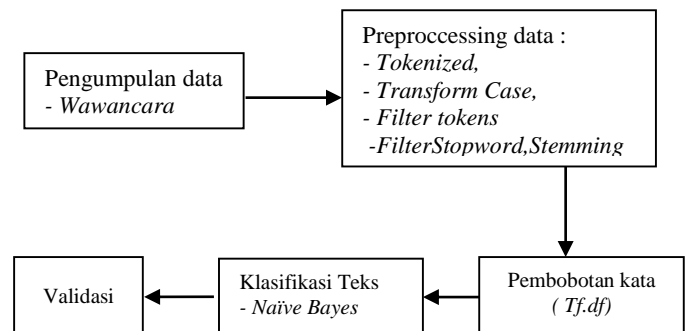 Pengumpulan data
- Wawancara
Preproccessing data :
- Tokenized,
- Transform Case,
- Filter tokens
-FilterStopword,Stemming
Pembobotan kata
( Tf.df)
Klasifikasi Teks
- Naïve Bayes
Validasi